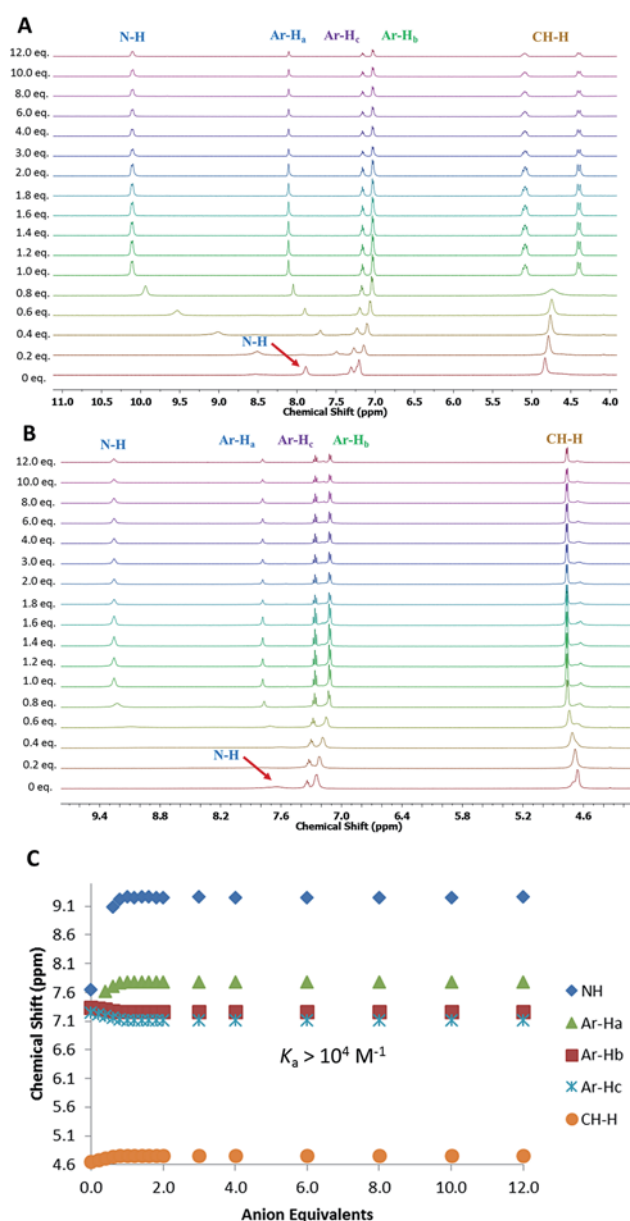 A
N-H Ar-Ha Ar-Hc Ar-Hb CH-H
12.0 eq.
10.0 eq.
8.0 eq.
6.0 eq.
4.0 eq.
3.0 eq.
2.0 eq.
1.8 eq.
1.6 eq.
1.4 eq.
1.2 eq.
1.0 eq.
0.8 eq.
0.6 eq.
0.4 eq.
N-H
0.2 eq.
0 eq.
11.0 10.5 10.0 9.5 9.0 8.5 8.0 7.5 7.0 6.5 6.0 5.5 5.0 4.5 4.0
Chemical Shift (ppm)
B
N-H Ar-Ha Ar-Hc Ar-Hb CH-H
12.0 eq.
10.0 eq.
8.0 eq.
6.0 eq.
4.0 eq.
3.0 eq.
2.0 eq.
1.8 eq.
1.6 eq.
1.4 eq.
1.2 eq.
1.0 eq.
0.8 eq.
0.6 eq.
0.4 eq.
N-H
0.2 eq.
0 eq.
9.4 8.8 8.2 7.6 7.0 6.4 5.8 5.2 4.6
Chemical Shift (ppm)
C
9.1
8.6
8.1
7.6
7.1
6.6
6.1
5.6
5.1
4.6
Chemical Shift (ppm)
Ka > 10⁴ M⁻¹
NH
Ar-Ha
Ar-Hb
Ar-Hc
CH-H
0.0 2.0 4.0 6.0 8.0 10.0 12.0
Anion Equivalents